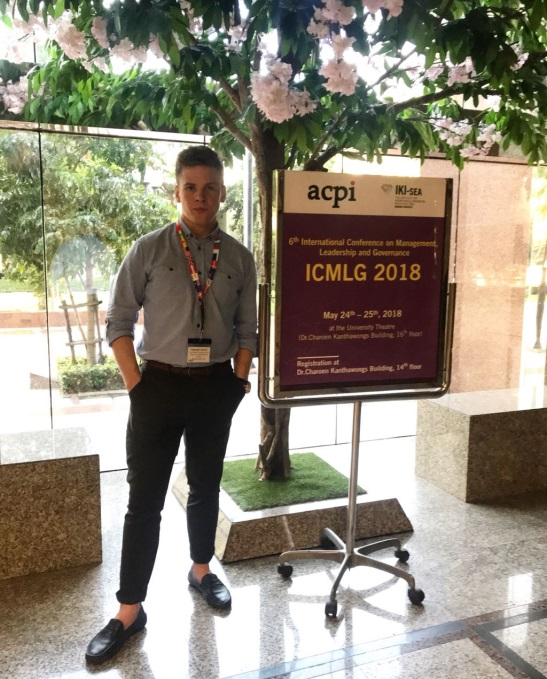 acpi
IKI-SEA
6th International Conference on Management,
Leadership and Governance
ICMLG 2018
May 24th – 25th, 2018
at the University Theatre
(Dr.Charoen Kanthawongs Building, 16th floor)
Registration at
Dr.Charoen Kanthawongs Building, 14th floor